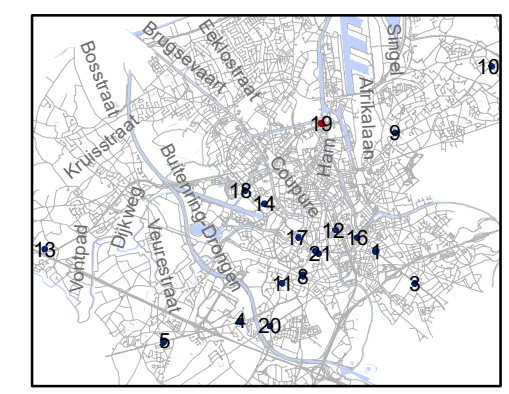 Brugsevaart
Eeklostraat
Singel
Bosstraat
10
Afrikalaan
19
9
Kruisstraat
Ham
Buitenring-Drongen
Coupure
18
14
Dijkweg
12
17
16
1
21
13
Vontpad
Veurestraat
8
11
3
4
20
5